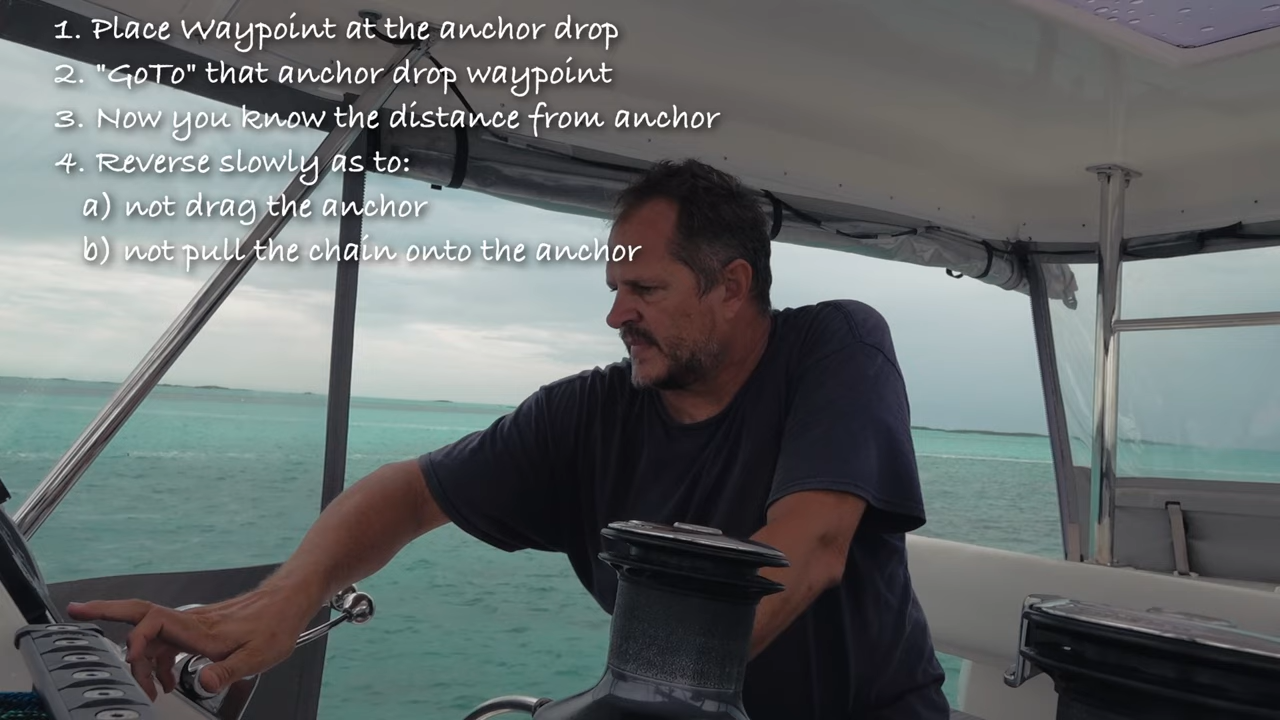 1. Place Waypoint at the anchor drop
2. "GoTo" that anchor drop waypoint
3. Now you know the distance from anchor
4. Reverse slowly as to:
a) not drag the anchor
b) not pull the chain onto the anchor